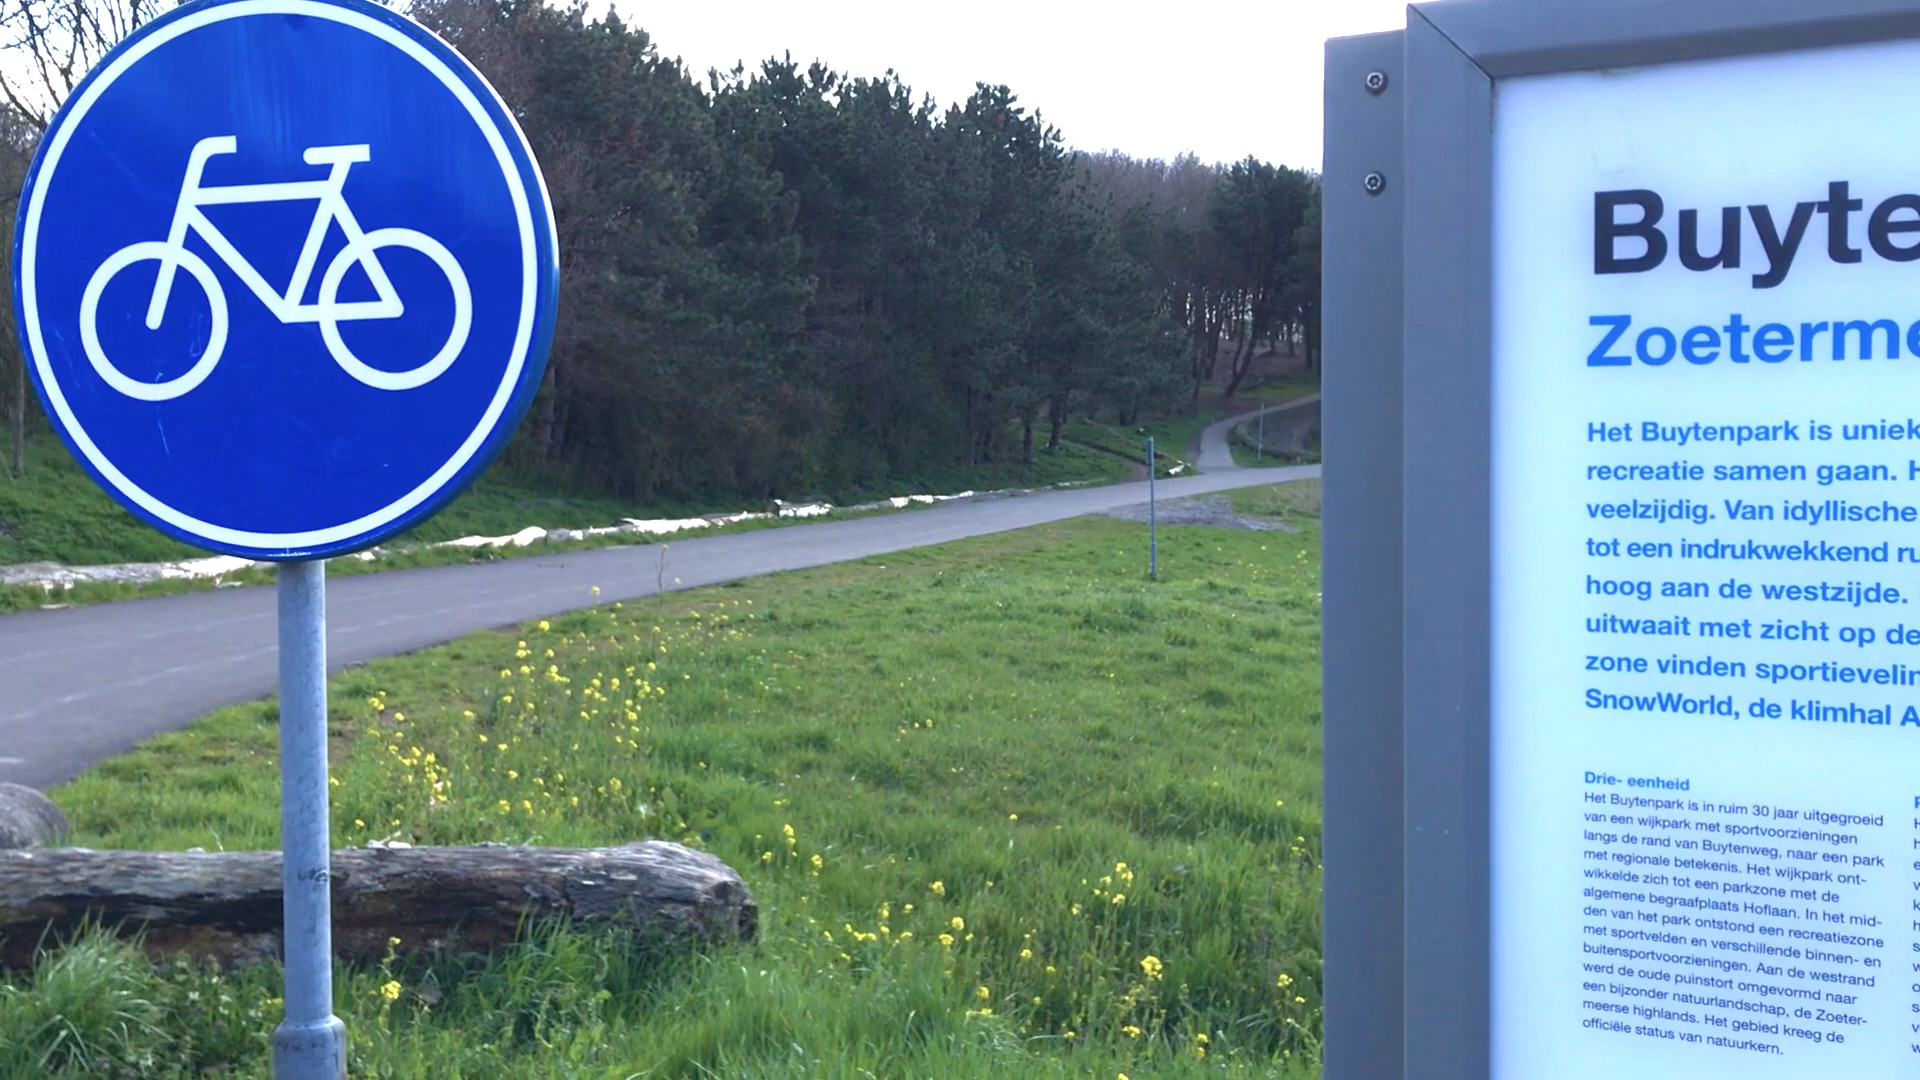 Buyte
Zoeterme
Het Buytenpark is uniek
recreatie samen gaan. H
veelzijdig. Van idyllische
tot een indrukwekkend ru
hoog aan de westzijde.
uitwaait met zicht op de
zone vinden sportievelin
SnowWorld, de klimhal A
Drie- eenheid
Het Buytenpark is in ruim 30 jaar uitgegroeid
van een wijkpark met sportvoorzieningen
langs de rand van Buytenweg, naar een park
met regionale betekenis. Het wijkpark ont-
wikkelde zich tot een parkzone met de
algemene begraafplaats Hoflaan. In het mid-
den van het park ontstond een recreatiezone
met sportvelden en verschillende binnen- en
buitensportvoorzieningen. Aan de westrand
werd de oude puinstort omgevormd naar
een bijzonder natuurlandschap, de Zoeter-
meerse highlands. Het gebied kreeg de
officiële status van natuurkern.